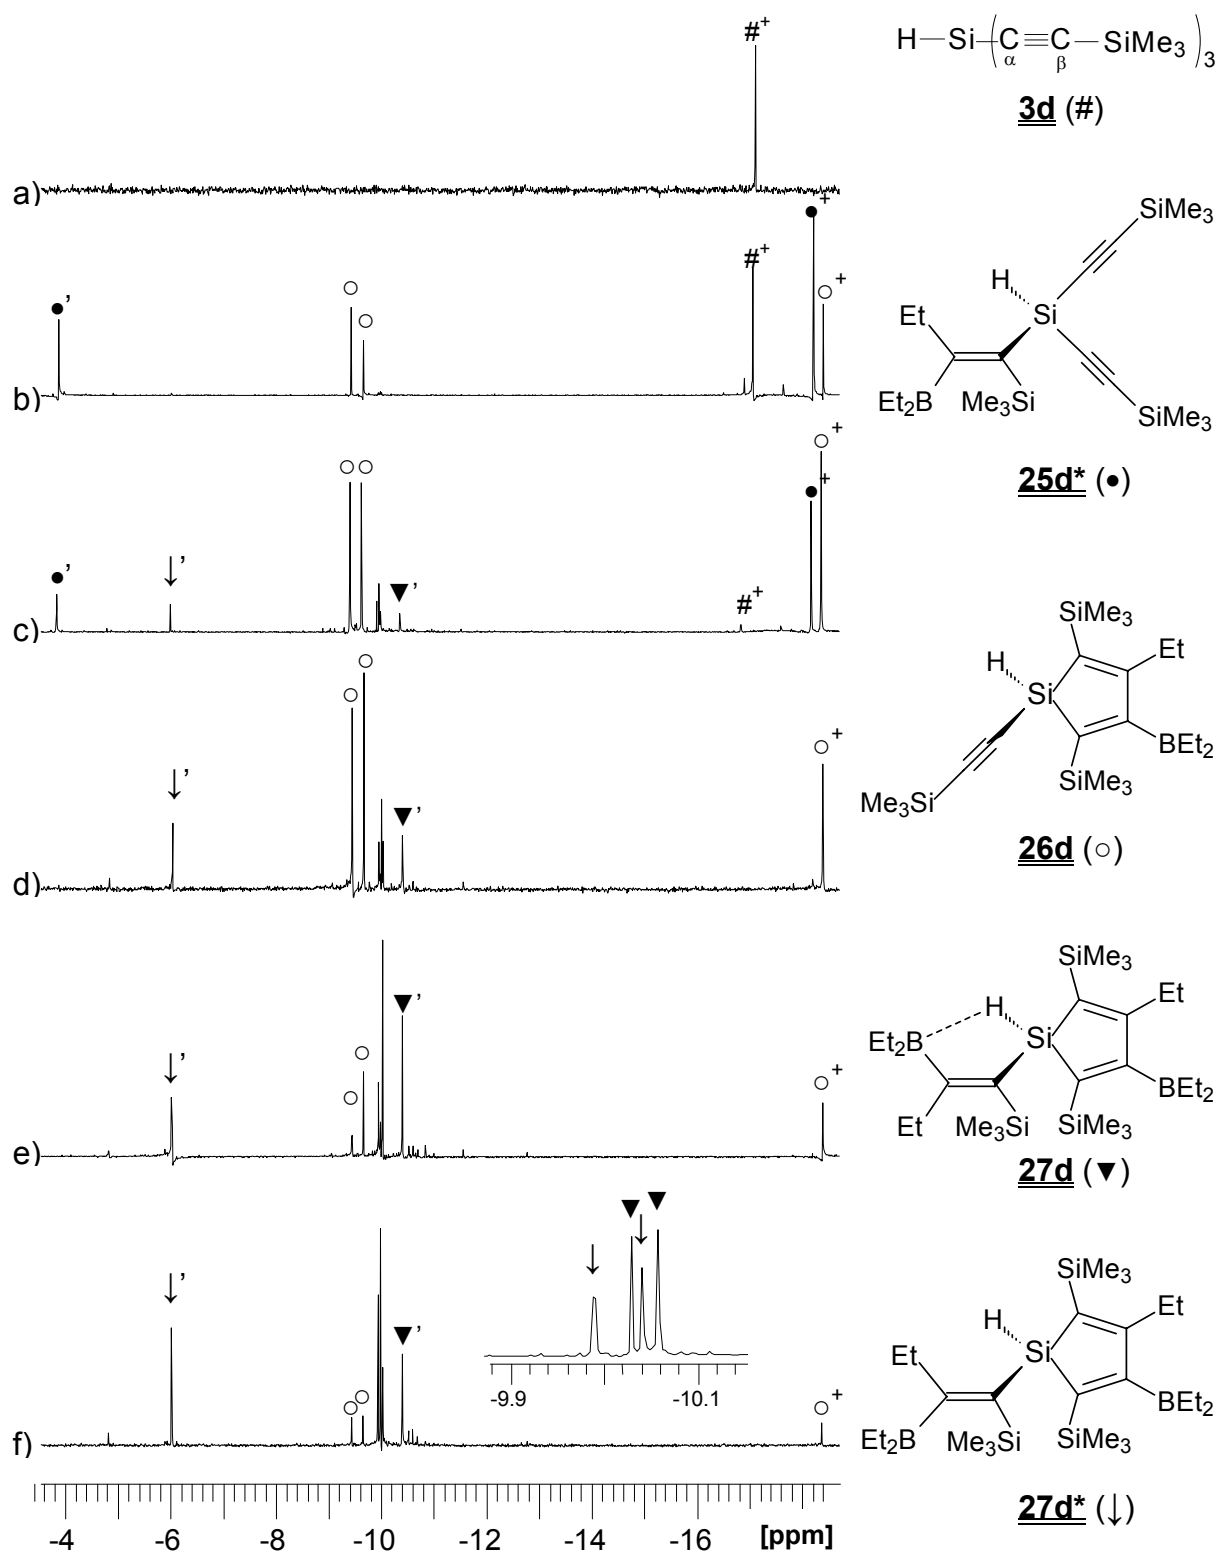 #+
a)
#+
●+
○+
●’
○
○
b)
○
○
○+
●+
●’
↓’
▼’
#+
c)
○
○
↓’
▼’
○+
d)
↓’
○
○
▼’
○+
e)
↓’
○
○
▼’
○+
↓
▼
↓
▼
-9.9
-10.1
f)
-4
-6
-8
-10
-12
-14
-16
[ppm]
H—Si—(C≡C—SiMe3)3
α
β
3d (#)
SiMe3
H
Si
Et
Et2B
Me3Si
SiMe3
25d* (●)
SiMe3
H
Et
Si
BEt2
SiMe3
Me3Si
26d (○)
SiMe3
H
Et
Et2B
Si
BEt2
Et
Me3Si
SiMe3
27d (▼)
SiMe3
H
Et
Et
Si
BEt2
Et2B
Me3Si
SiMe3
27d* (↓)